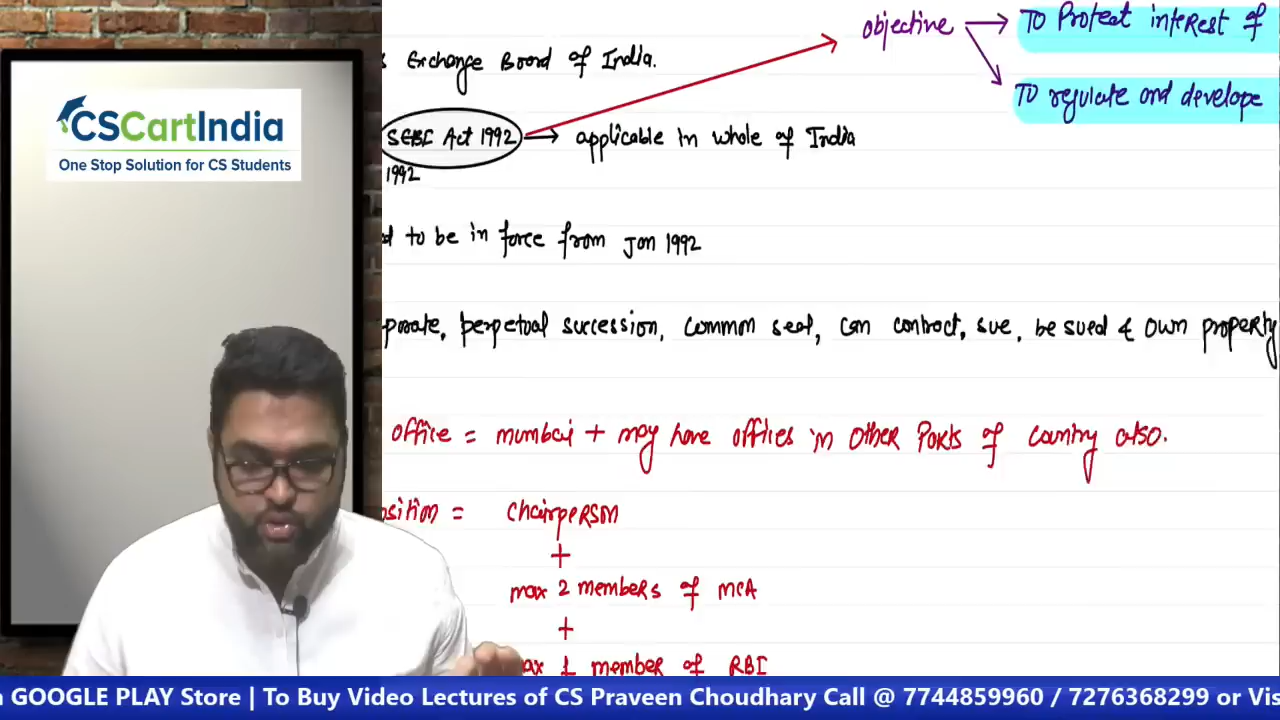 objective → To Protect interest of
To regulate and develope
s Exchange Board of India.
SEBI Act 1992 → applicable in whole of India
1992
d to be in force from Jan 1992
porate, perpetual succession, common seal, can contract, sue, be sued & own property
office = mumbai + may have offices in other Parts of country also.
osition = chairperson
+
max 2 members of MCA
+
max 1 member of RBI
CSCartIndia
One Stop Solution for CS Students
GOOGLE PLAY Store | To Buy Video Lectures of CS Praveen Choudhary Call @ 7744859960 / 7276368299 or Vis